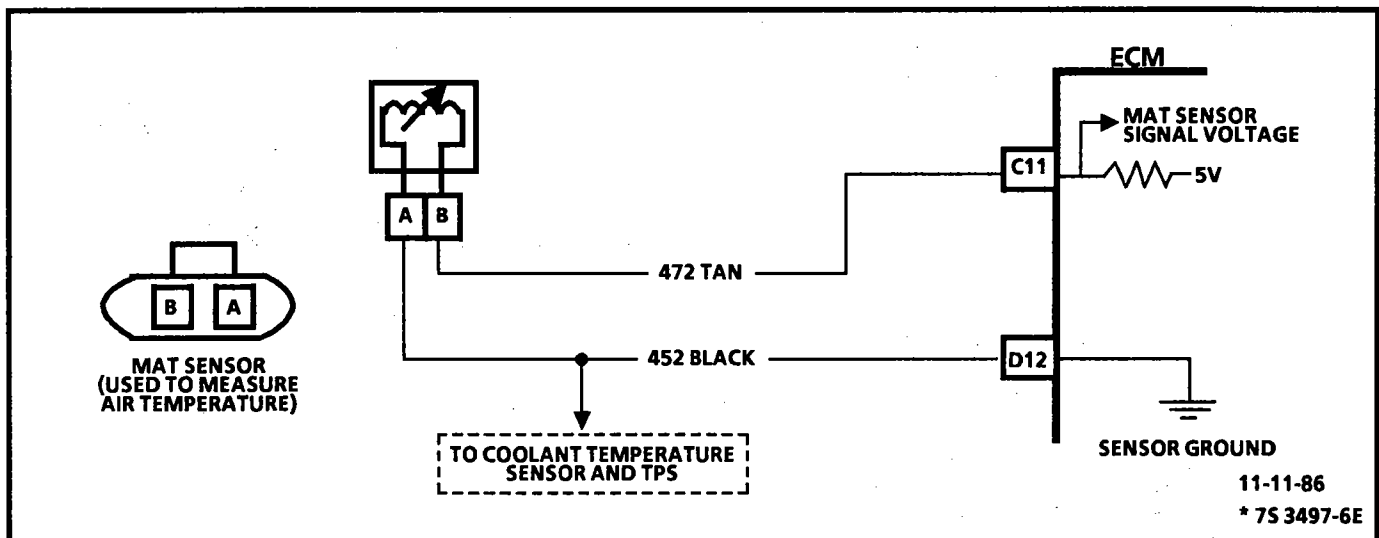 ECM
MAT SENSOR
SIGNAL VOLTAGE
C11
5V
A B
472 TAN
B A
MAT SENSOR
(USED TO MEASURE
AIR TEMPERATURE)
452 BLACK
D12
TO COOLANT TEMPERATURE
SENSOR AND TPS
SENSOR GROUND
11-11-86
* 7S 3497-6E